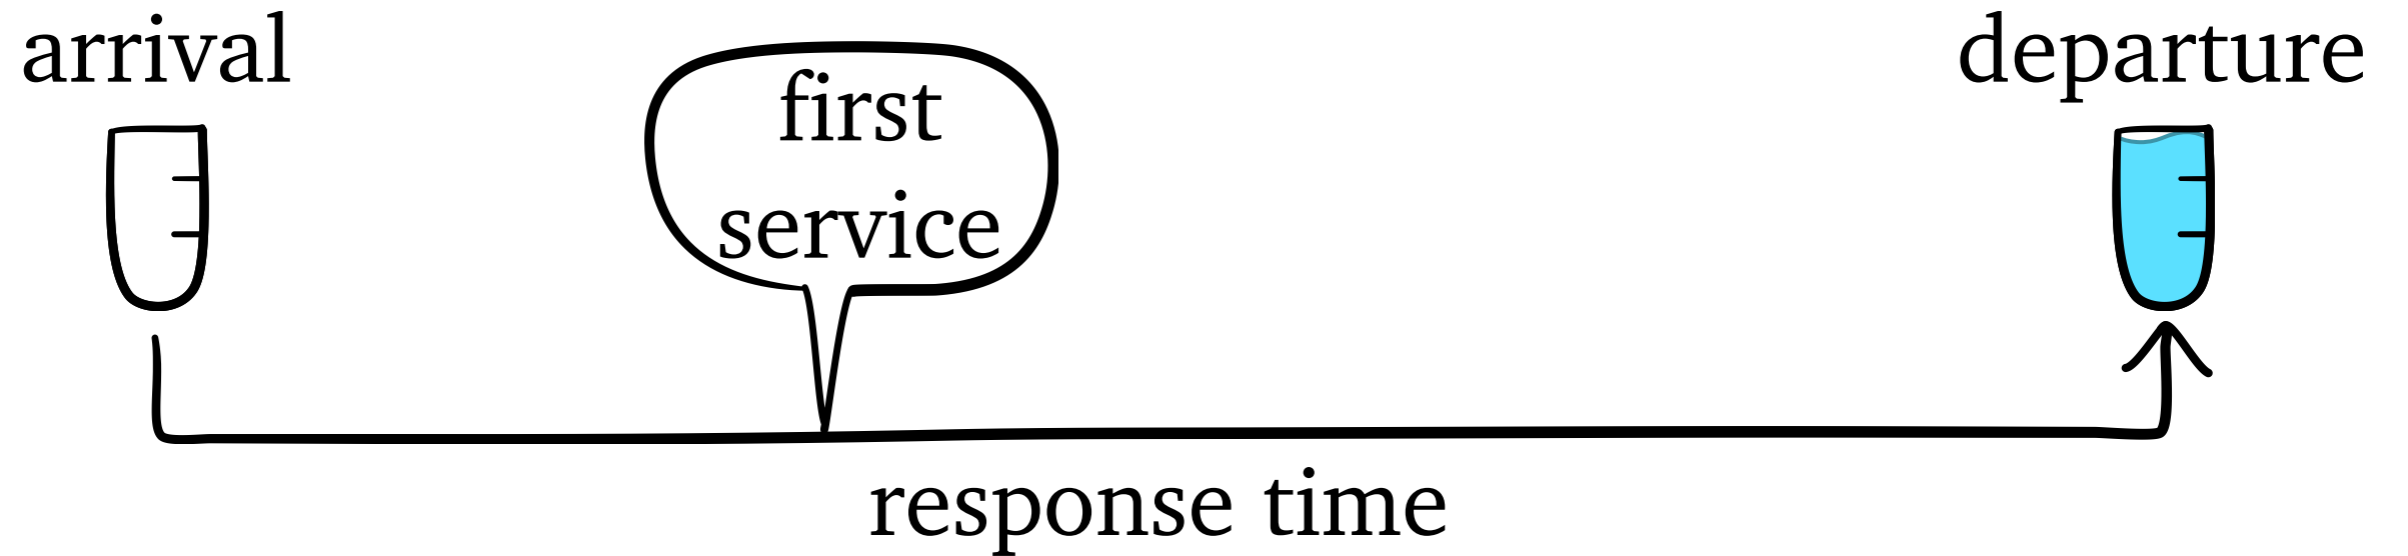 arrival
first
service
departure
response time